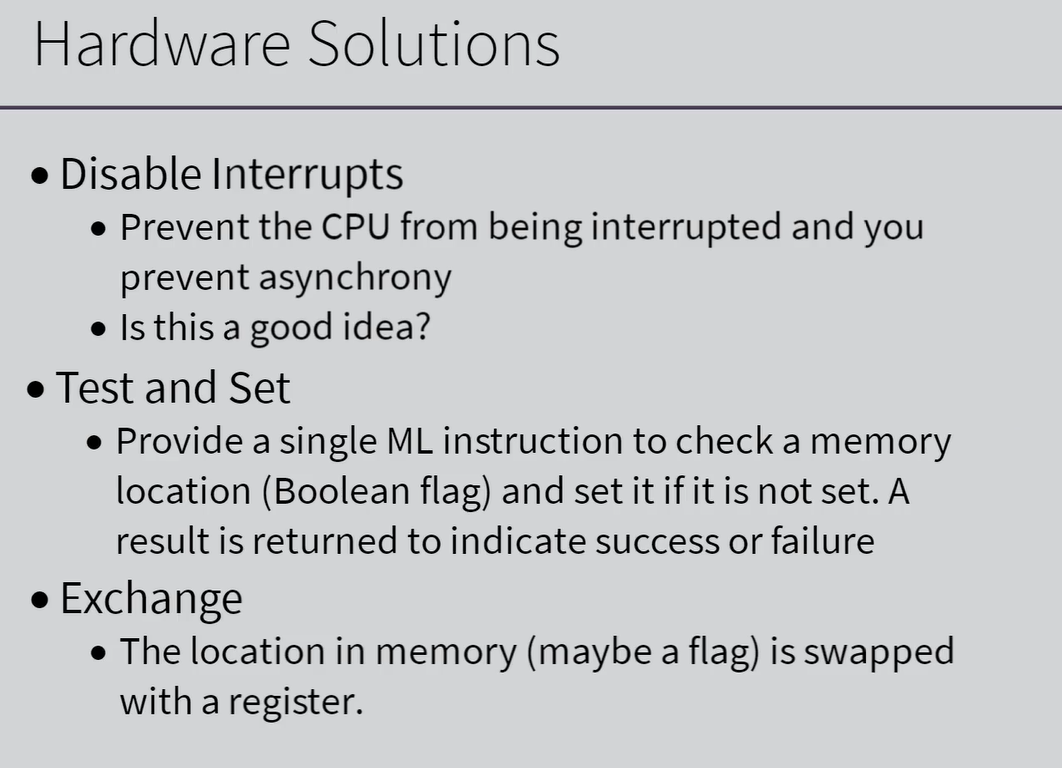 Hardware Solutions
• Disable Interrupts
• Prevent the CPU from being interrupted and you
prevent asynchrony
• Is this a good idea?
• Test and Set
• Provide a single ML instruction to check a memory
location (Boolean flag) and set it if it is not set. A
result is returned to indicate success or failure
• Exchange
• The location in memory (maybe a flag) is swapped
with a register.